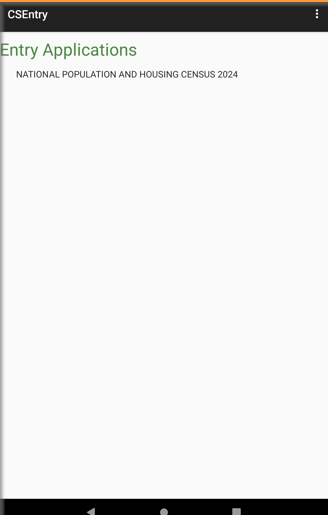 CSEntry
Entry Applications
NATIONAL POPULATION AND HOUSING CENSUS 2024